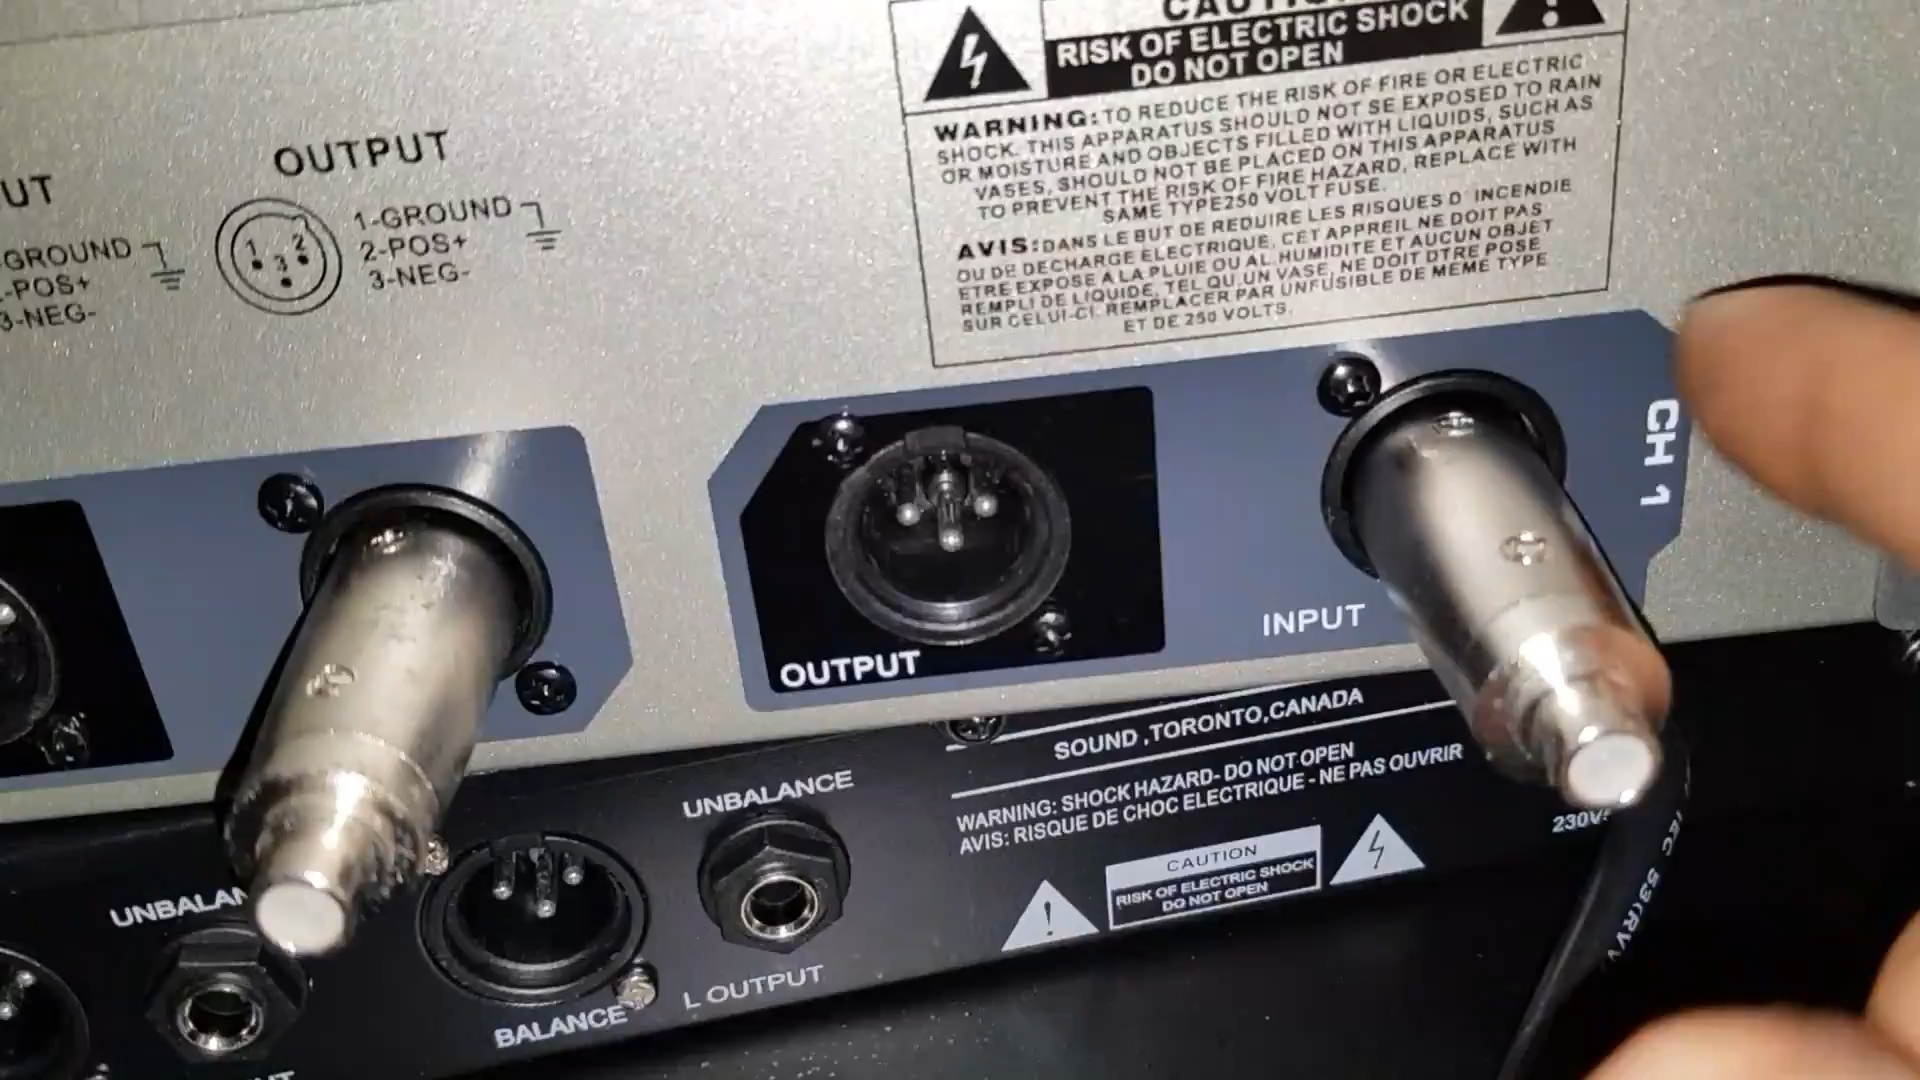 CAUTION
RISK OF ELECTRIC SHOCK
DO NOT OPEN
WARNING: TO REDUCE THE RISK OF FIRE OR ELECTRIC
SHOCK. THIS APPARATUS SHOULD NOT SE EXPOSED TO RAIN
OR MOISTURE AND OBJECTS FILLED WITH LIQUIDS, SUCH AS
VASES, SHOULD NOT BE PLACED ON THIS APPARATUS
TO PREVENT THE RISK OF FIRE HAZARD, REPLACE WITH
SAME TYPE250 VOLT FUSE.
AVIS: DANS LE BUT DE REDUIRE LES RISQUES D' INCENDIE
OU DE DECHARGE ELECTRIQUE, CET APPREIL NE DOIT PAS
ETRE EXPOSE A LA PLUIE OU AL HUMIDITE ET AUCUN OBJET
REMPLI DE LIQUIDE, TEL QU.UN VASE, NE DOIT DTRE POSE
SUR CELUI-CI. REMPLACER PAR UNFUSIBLE DE MEME TYPE
ET DE 250 VOLTS.
UT
GROUND
-POS+
3-NEG-
OUTPUT
1 2
3
1-GROUND
2-POS+
3-NEG-
OUTPUT
INPUT
CH 1
SOUND ,TORONTO,CANADA
WARNING: SHOCK HAZARD- DO NOT OPEN
AVIS: RISQUE DE CHOC ELECTRIQUE - NE PAS OUVRIR
CAUTION
RISK OF ELECTRIC SHOCK
DO NOT OPEN
230V
UNBALAN
UNBALANCE
BALANCE
L OUTPUT
IEC 53(RVV